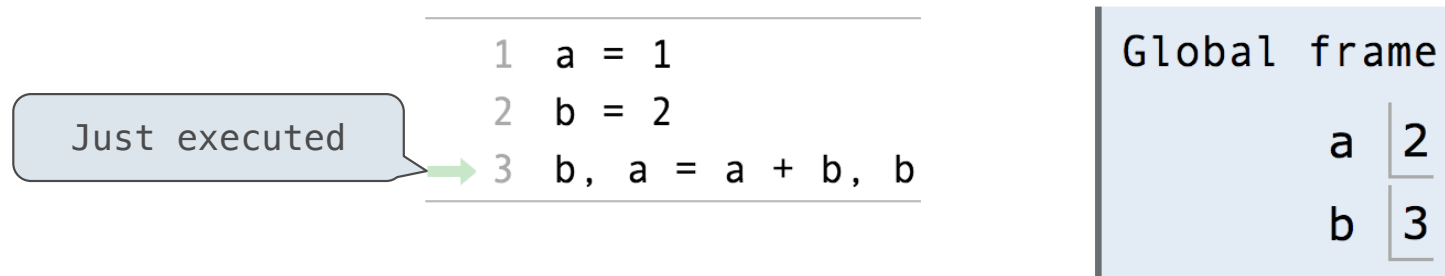 1 a = 1
2 b = 2
Just executed
3 b, a = a + b, b
Global frame
a 2
b 3